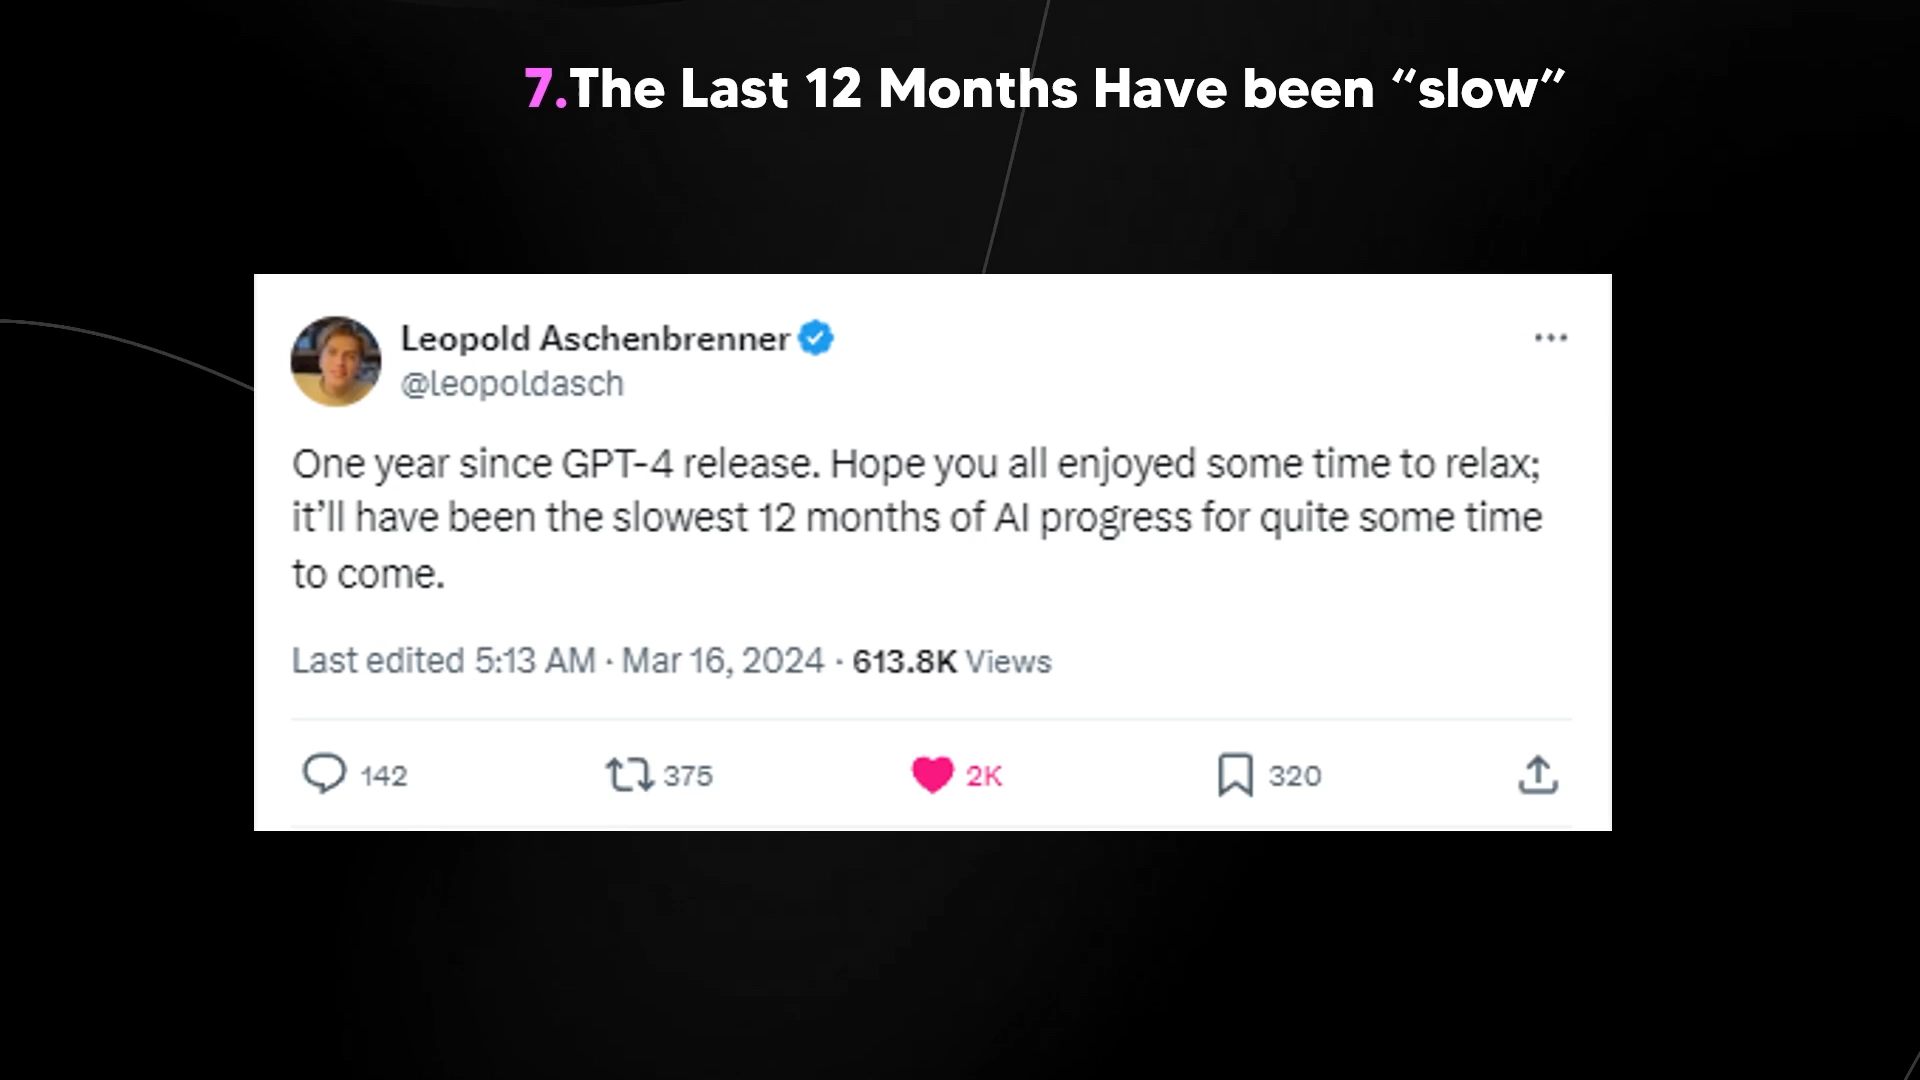 7.The Last 12 Months Have been “slow”
Leopold Aschenbrenner
@leopoldasch
One year since GPT-4 release. Hope you all enjoyed some time to relax;
it’ll have been the slowest 12 months of AI progress for quite some time
to come.
Last edited 5:13 AM · Mar 16, 2024 · 613.8K Views
142 375 2K 320